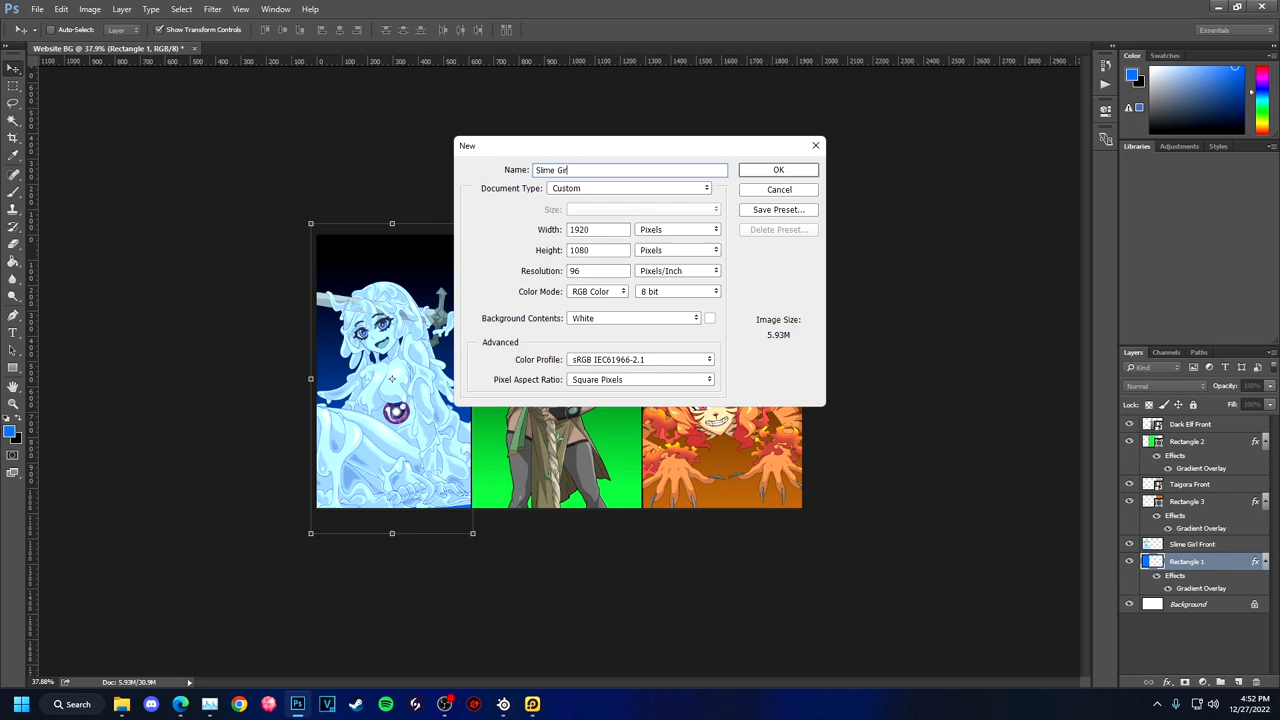 Ps File Edit Image Layer Type Select Filter View Window Help
Auto-Select: Layer Show Transform Controls Essentials
Website BG @ 37.9% (Rectangle 1, RGB/8) * ×
Color Swatches
Libraries Adjustments Styles
New
Name: Slime Girl
OK
Document Type: Custom
Cancel
Size:
Save Preset...
Width: 1920 Pixels
Delete Preset...
Height: 1080 Pixels
Resolution: 96 Pixels/Inch
Color Mode: RGB Color 8 bit
Background Contents: White
Image Size:
5.93M
Advanced
Color Profile: sRGB IEC61966-2.1
Pixel Aspect Ratio: Square Pixels
Layers Channels Paths
Kind
Normal Opacity: 100%
Lock: Fill: 100%
Dark Elf Front
Rectangle 2 fx
Effects
Gradient Overlay
Taigora Front
Rectangle 3 fx
Effects
Gradient Overlay
Slime Girl Front
Rectangle 1 fx
Effects
Gradient Overlay
Background
37.88% Doc: 5.93M/30.9M
Search
4:52 PM
12/27/2022